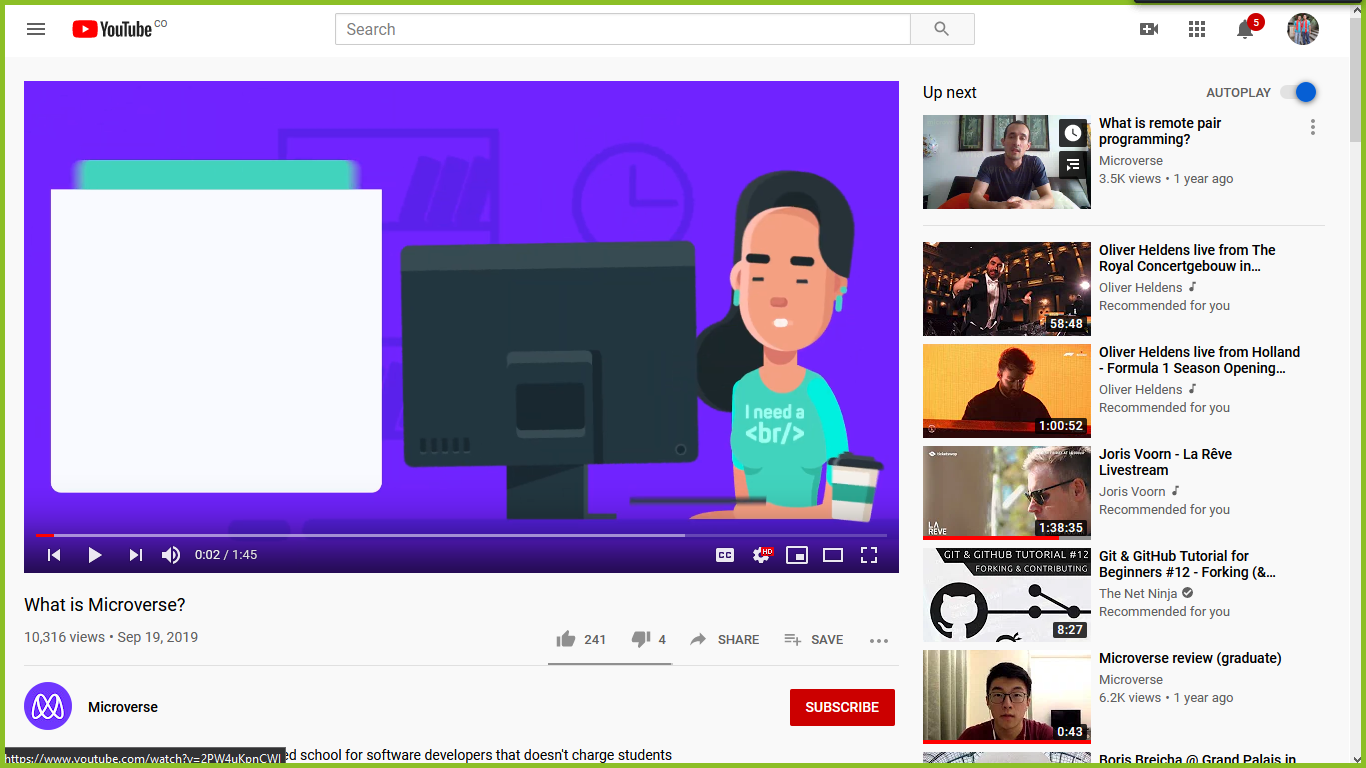 YouTube CO
Search
5
I need a
<br/>
CC
HD
0:02 / 1:45
What is Microverse?
10,316 views • Sep 19, 2019
241
4
SHARE
SAVE
Microverse
SUBSCRIBE
https://www.youtube.com/watch?v=2PW4uKpnCWI
ed school for software developers that doesn't charge students
Up next
AUTOPLAY
What is remote pair
programming?
Microverse
3.5K views • 1 year ago
58:48
Oliver Heldens live from The
Royal Concertgebouw in…
Oliver Heldens
Recommended for you
1:00:52
Oliver Heldens live from Holland
- Formula 1 Season Opening…
Oliver Heldens
Recommended for you
ticketswap
LA
RÊVE
1:38:35
Joris Voorn - La Rêve
Livestream
Joris Voorn
Recommended for you
GIT & GITHUB TUTORIAL #12
FORKING & CONTRIBUTING
8:27
Git & GitHub Tutorial for
Beginners #12 - Forking (&…
The Net Ninja
Recommended for you
0:43
Microverse review (graduate)
Microverse
6.2K views • 1 year ago
Boris Brejcha @ Grand Palais in